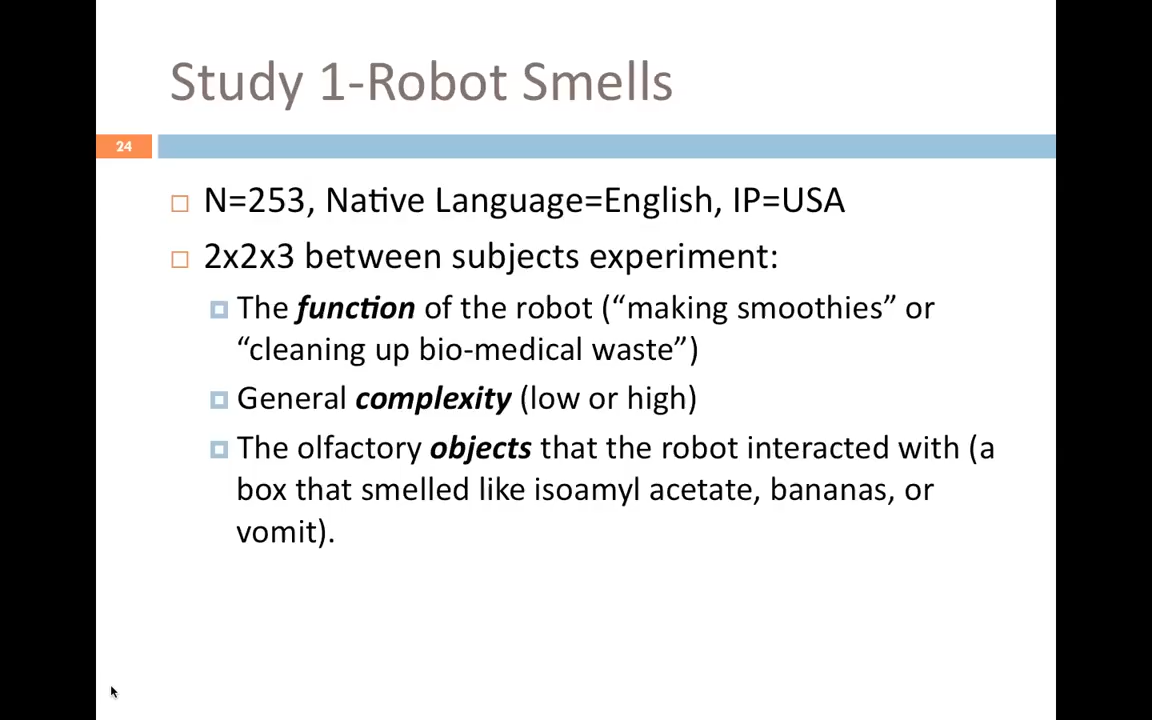 Study 1-Robot Smells
24
N=253, Native Language=English, IP=USA
2x2x3 between subjects experiment:
The function of the robot (“making smoothies” or
“cleaning up bio-medical waste”)
General complexity (low or high)
The olfactory objects that the robot interacted with (a
box that smelled like isoamyl acetate, bananas, or
vomit).